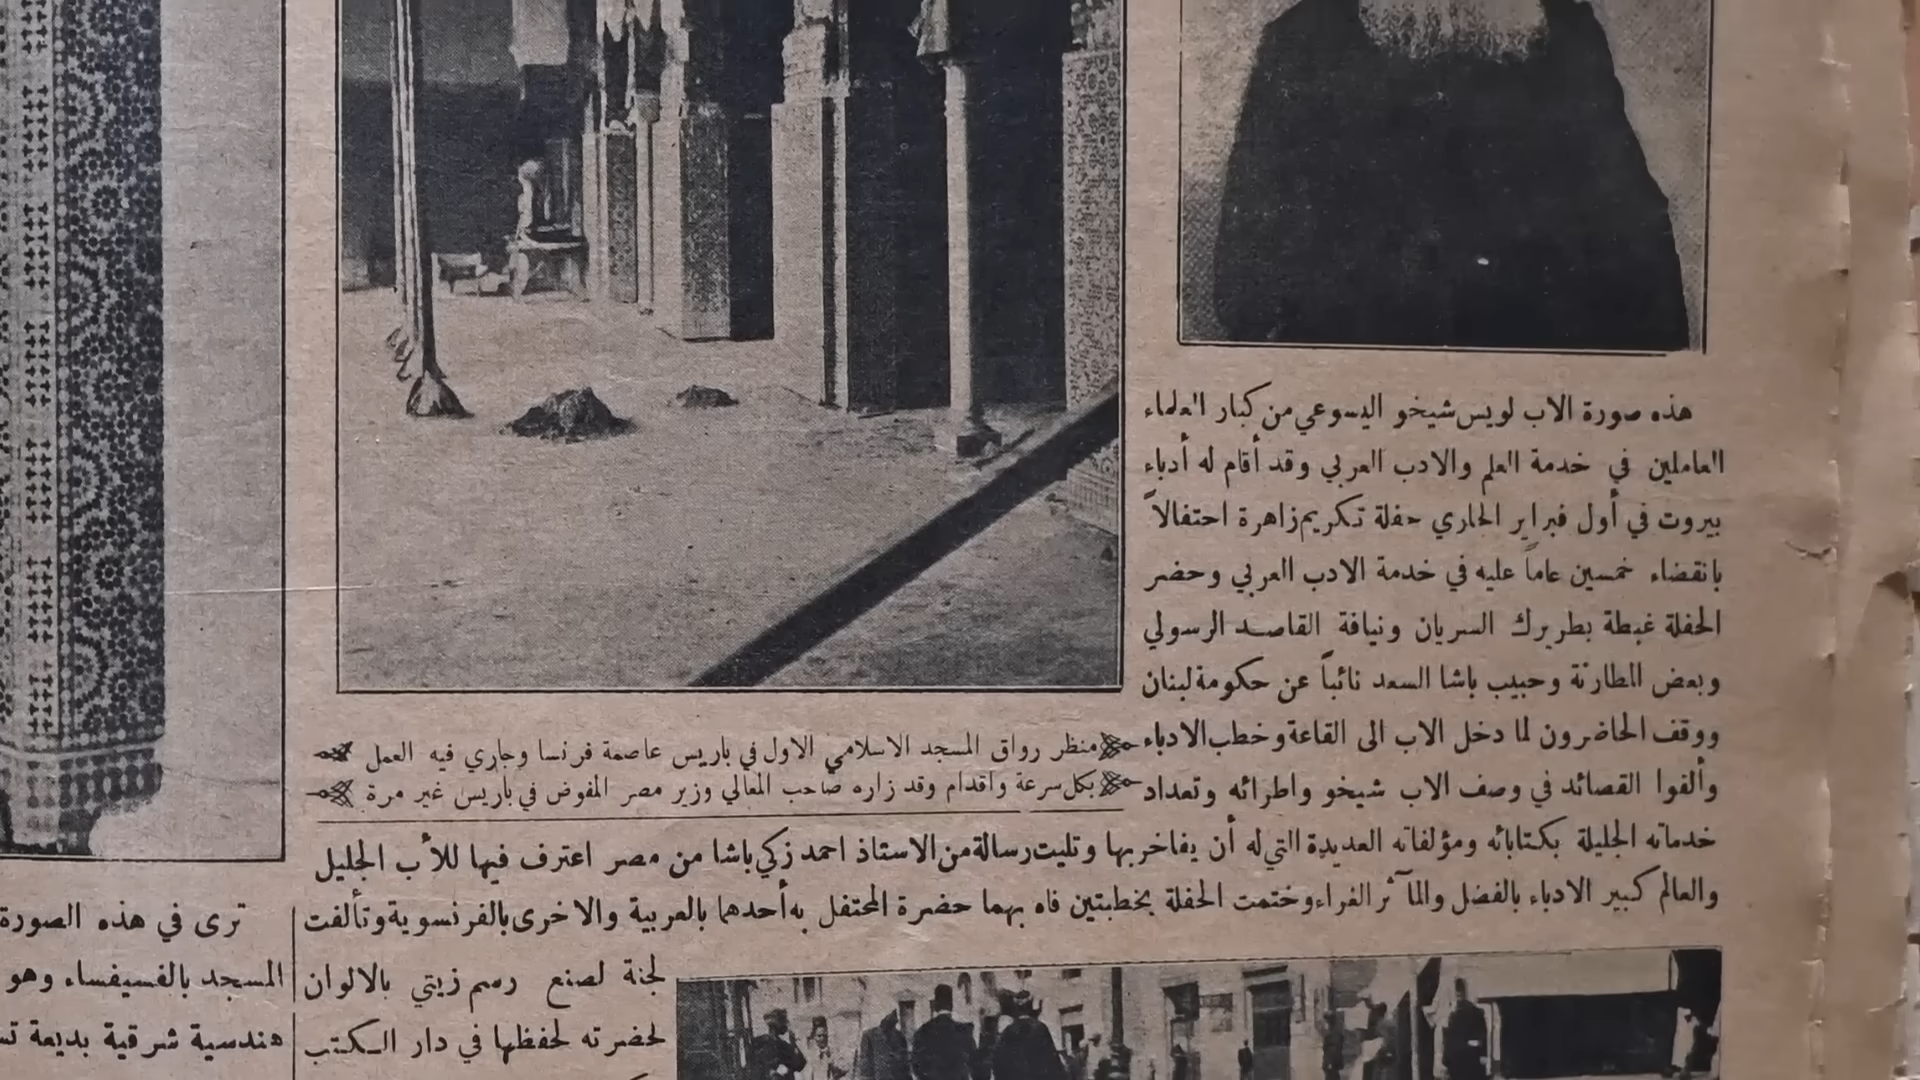 هذه صورة الاب لويس شيخو اليسوعي من كبار العلماء
العاملين في خدمة العلم والادب العربي وقد أقام له أدباء
بيروت في أول فبراير الجاري حفلة تكريم زاهرة احتفالاً
بانقضاء خمسين عاماً عليه في خدمة الادب العربي وحضر
الحفلة غبطة بطريرك السريان ونيافة القاصد الرسولي
وبعض المطارنة وحبيب باشا السعد نائباً عن حكومة لبنان
ووقف الحاضرون لما دخل الاب الى القاعة وخطب الادباء
وألقوا القصائد في وصف الاب شيخو واطرائه وتعداد
خدماته الجليلة بكتاباته ومؤلفاته العديدة التي له أن يفاخر بها وتليت رسالة من الاستاذ احمد زكي باشا من مصر اعترف فيها للأب الجليل
والعالم كبير الادباء بالفضل والمآثر الغراء وختمت الحفلة بخطبتين فاه بهما حضرة المحتفل به أحدهما بالعربية والاخرى بالفرنسوية وتألفت
لجنة لصنع رسم زيتي بالالوان
لحضرته لحفظها في دار الكتب
منظر رواق المسجد الاسلامي الاول في باريس عاصمة فرنسا وجاري فيه العمل
بكل سرعة واقدام وقد زاره صاحب المعالي وزير مصر المفوض في باريس غير مرة
ترى في هذه الصورة
المسجد بالفسيفساء وهو
هندسية شرقية بديعة